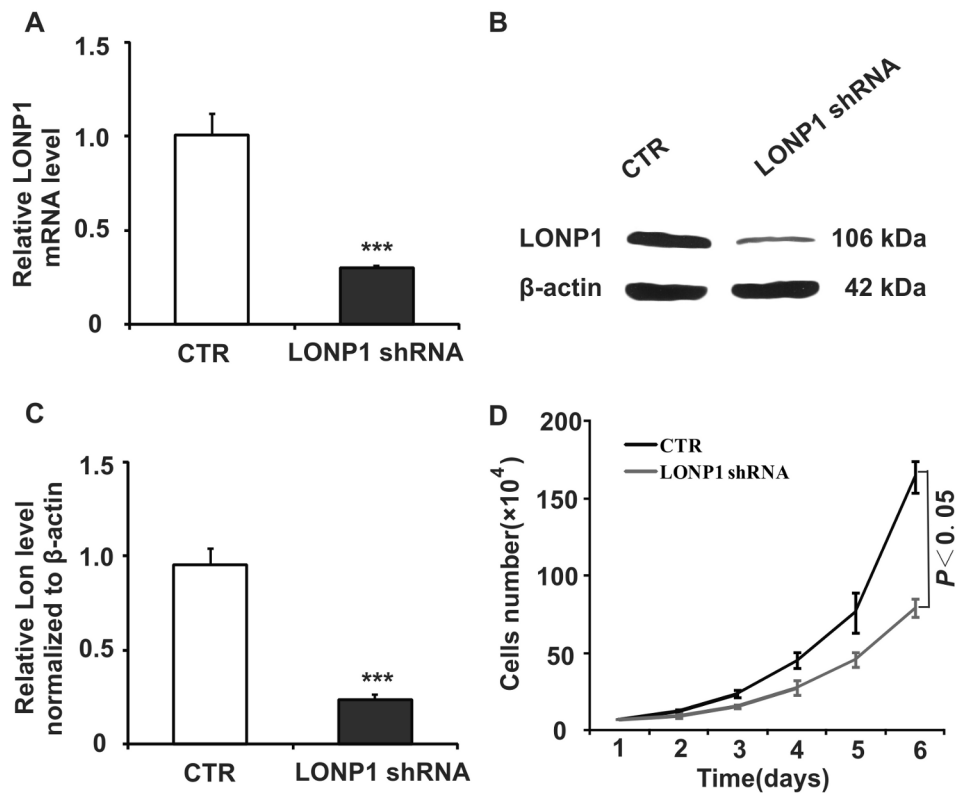 A
Relative LONP1
mRNA level
1.5
1.0
0.5
0
***
CTR
LONP1 shRNA
B
CTR
LONP1 shRNA
LONP1
106 kDa
β-actin
42 kDa
C
Relative Lon level
normalized to β-actin
1.5
1.0
0.5
0
***
CTR
LONP1 shRNA
D
Cells number(×10⁴)
200
150
100
50
0
CTR
LONP1 shRNA
P<0.05
1 2 3 4 5 6
Time(days)